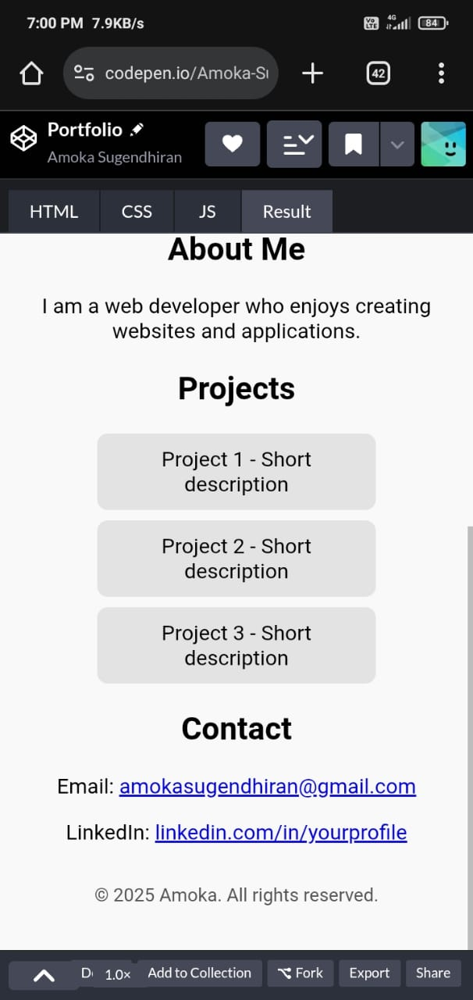 7:00 PM 7.9KB/s
Vo LTE 4G 84
codepen.io/Amoka-Su
42
Portfolio
Amoka Sugendhiran
HTML CSS JS Result
About Me
I am a web developer who enjoys creating
websites and applications.
Projects
Project 1 - Short
description
Project 2 - Short
description
Project 3 - Short
description
Contact
Email: amokasugendhiran@gmail.com
LinkedIn: linkedin.com/in/yourprofile
© 2025 Amoka. All rights reserved.
1.0× Add to Collection Fork Export Share